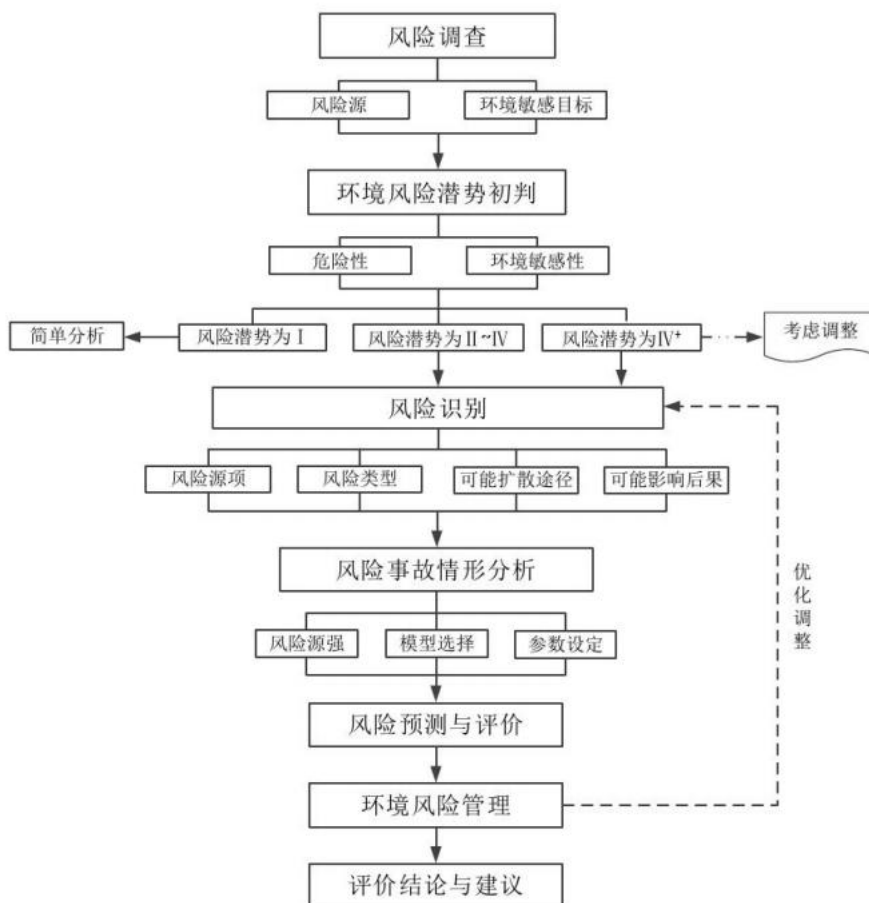 风险调查
风险源
环境敏感目标
环境风险潜势初判
危险性
环境敏感性
简单分析
风险潜势为Ⅰ
风险潜势为Ⅱ~Ⅳ
风险潜势为Ⅳ⁺
考虑调整
风险识别
风险源项
风险类型
可能扩散途径
可能影响后果
风险事故情形分析
优化调整
风险源强
模型选择
参数设定
风险预测与评价
环境风险管理
评价结论与建议